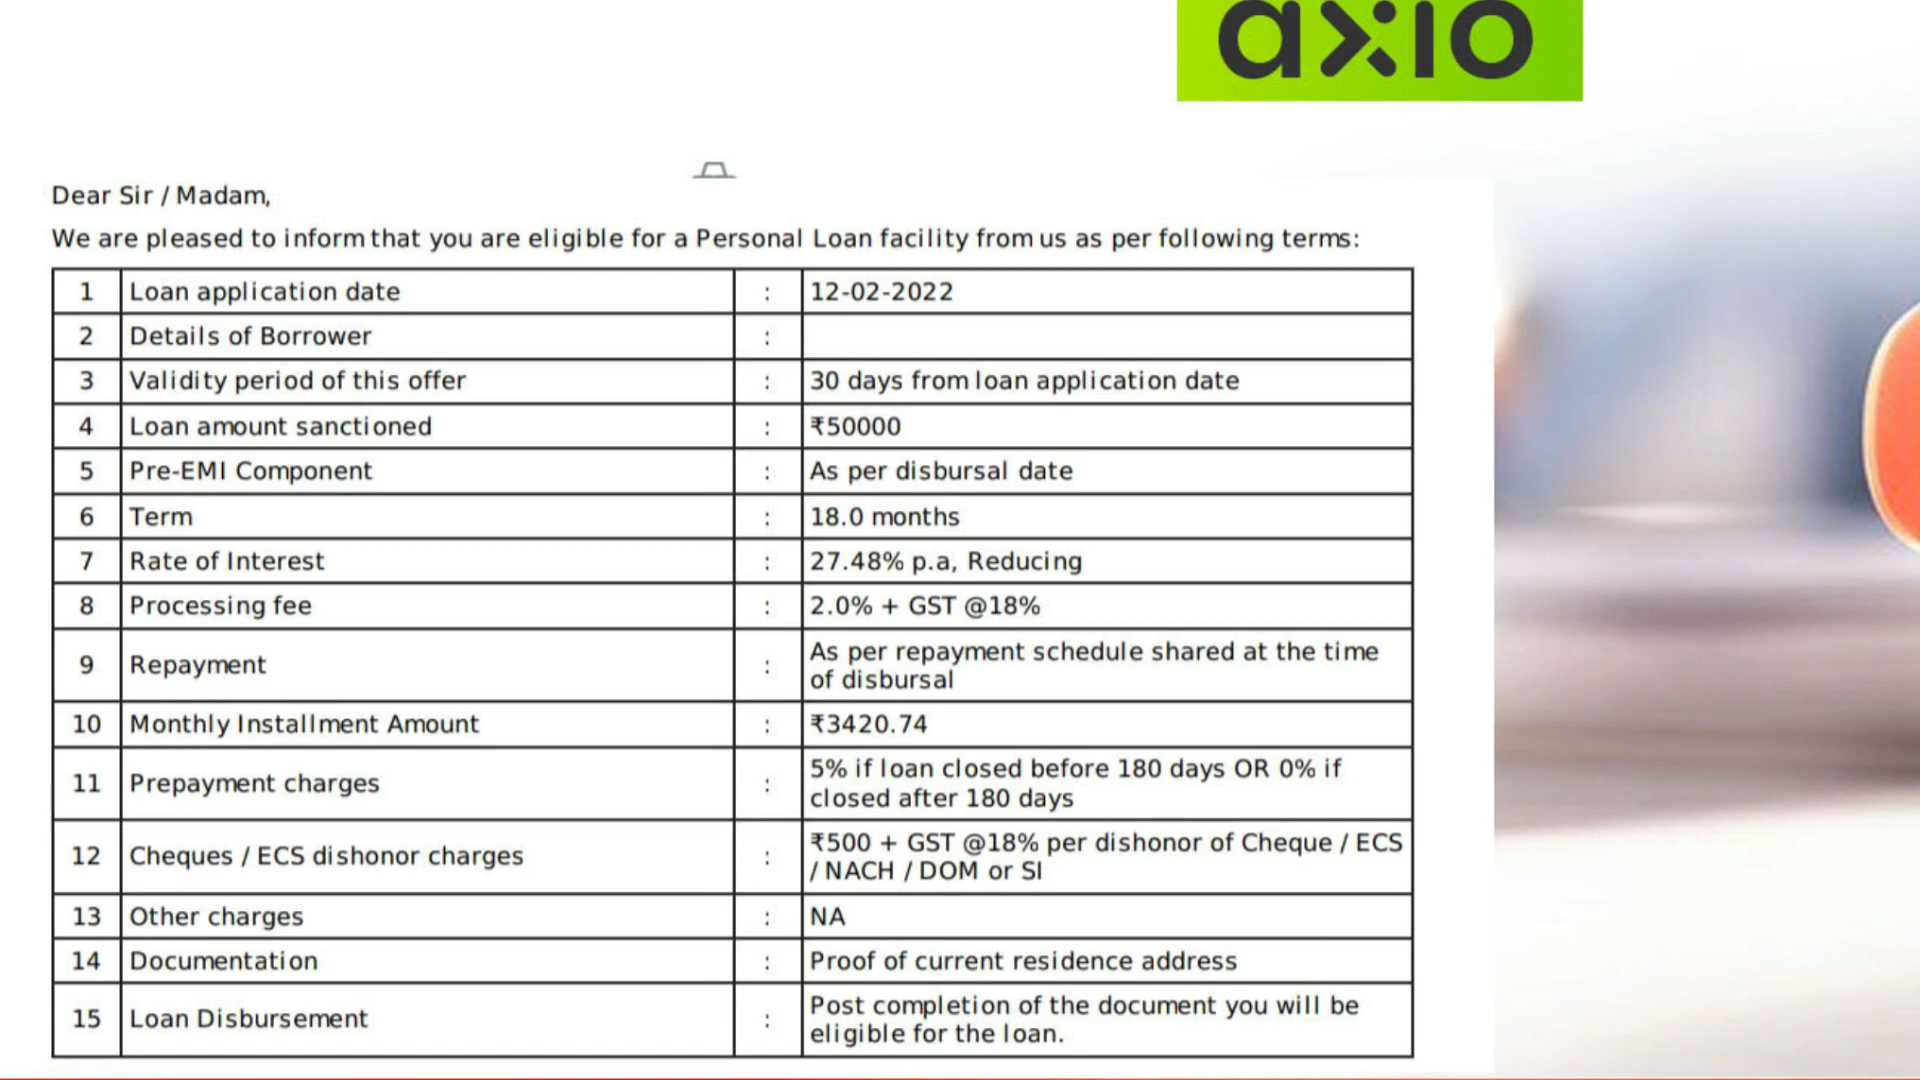 axio
Dear Sir / Madam,
We are pleased to inform that you are eligible for a Personal Loan facility from us as per following terms:
1 Loan application date : 12-02-2022
2 Details of Borrower :
3 Validity period of this offer : 30 days from loan application date
4 Loan amount sanctioned : ₹50000
5 Pre-EMI Component : As per disbursal date
6 Term : 18.0 months
7 Rate of Interest : 27.48% p.a, Reducing
8 Processing fee : 2.0% + GST @18%
9 Repayment : As per repayment schedule shared at the time
of disbursal
10 Monthly Installment Amount : ₹3420.74
11 Prepayment charges : 5% if loan closed before 180 days OR 0% if
closed after 180 days
12 Cheques / ECS dishonor charges : ₹500 + GST @18% per dishonor of Cheque / ECS
/ NACH / DOM or SI
13 Other charges : NA
14 Documentation : Proof of current residence address
15 Loan Disbursement : Post completion of the document you will be
eligible for the loan.